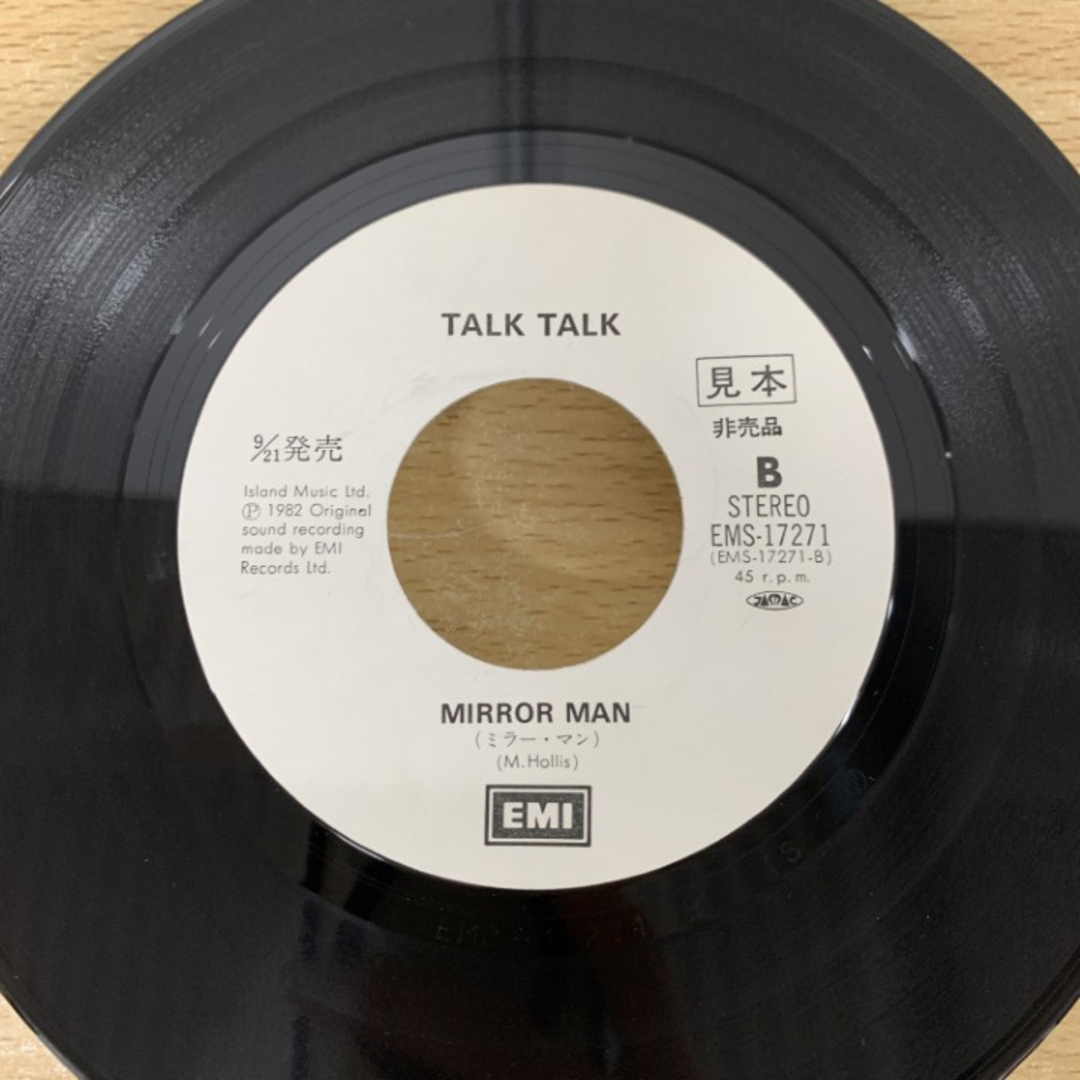 TALK TALK
見本
非売品
9/21発売
B
STEREO
EMS-17271
(EMS-17271-B)
45 r.p.m.
JASRAC
Island Music Ltd.
Ⓟ 1982 Original
sound recording
made by EMI
Records Ltd.
MIRROR MAN
(ミラー・マン)
(M.Hollis)
EMI